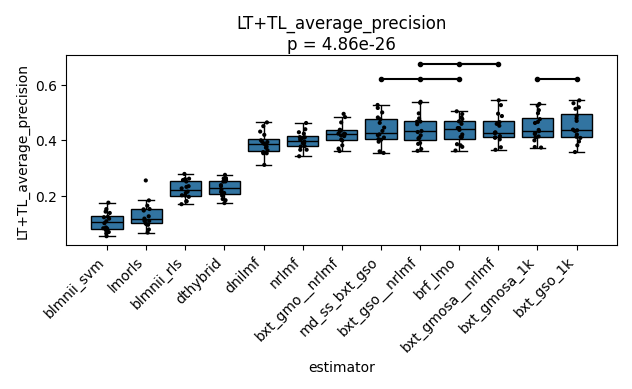 LT+TL_average_precision
p = 4.86e-26
LT+TL_average_precision
0.6
0.4
0.2
blmnii_svm
lmorls
blmnii_rls
dthybrid
dnilmf
nrlmf
bxt_gmo__nrlmf
md_ss_bxt_gso
bxt_gso__nrlmf
brf_lmo
bxt_gmosa__nrlmf
bxt_gmosa_1k
bxt_gso_1k
estimator